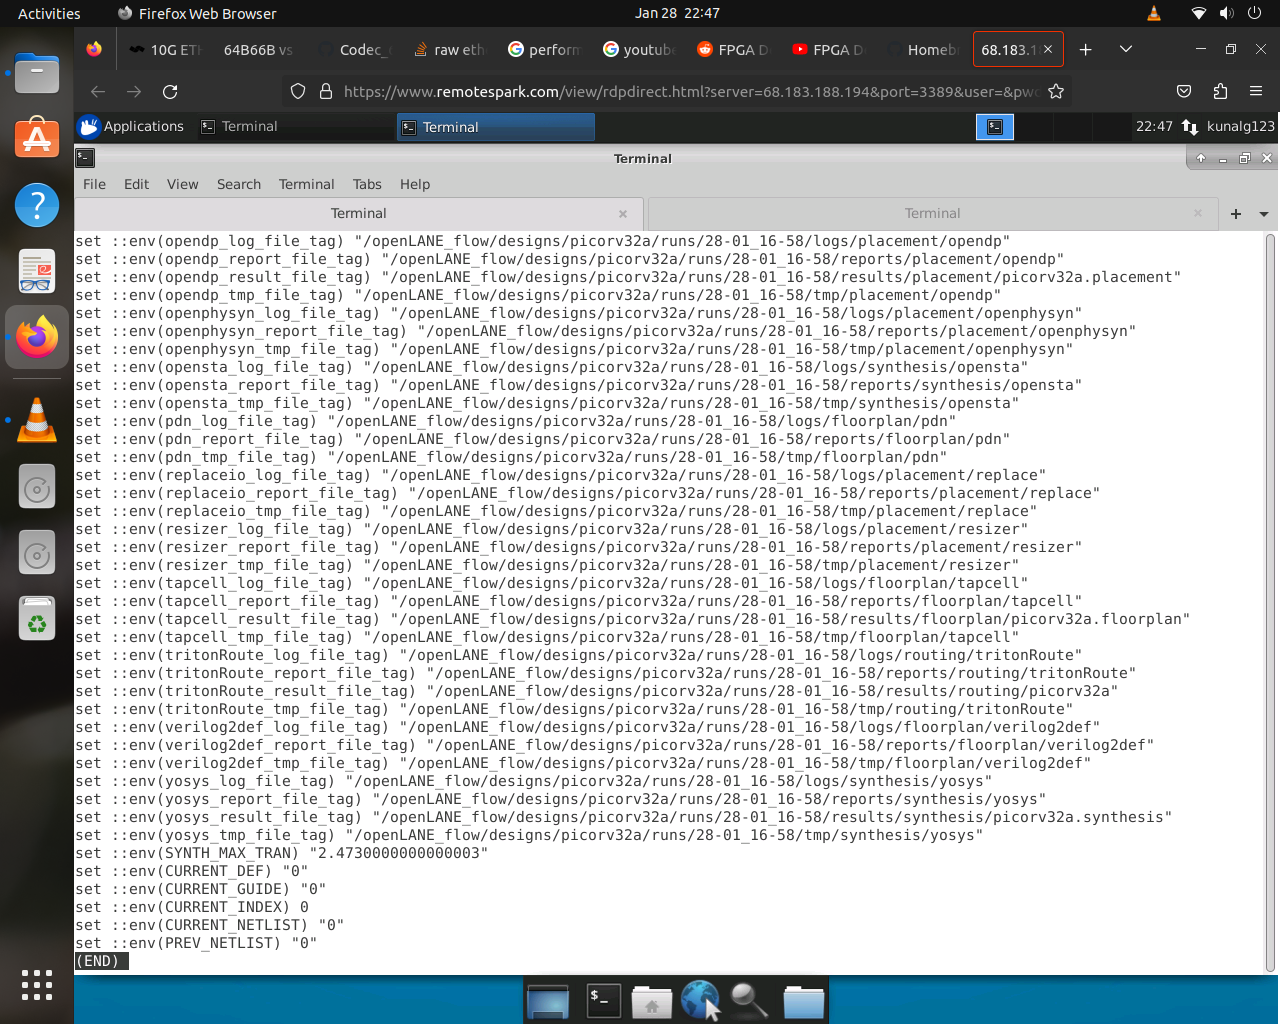 Activities
Firefox Web Browser
Jan 28 22:47
10G ET
64B66B vs
Codec_
raw eth
perform
youtube
FPGA D
FPGA D
Homeb
68.183.1
https://www.remotespark.com/view/rdpdirect.html?server=68.183.188.194&port=3389&user=&pwd
Applications
Terminal
Terminal
22:47
kunalg123
Terminal
File Edit View Search Terminal Tabs Help
Terminal
Terminal
set ::env(opendp_log_file_tag) "/openLANE_flow/designs/picorv32a/runs/28-01_16-58/logs/placement/opendp"
set ::env(opendp_report_file_tag) "/openLANE_flow/designs/picorv32a/runs/28-01_16-58/reports/placement/opendp"
set ::env(opendp_result_file_tag) "/openLANE_flow/designs/picorv32a/runs/28-01_16-58/results/placement/picorv32a.placement"
set ::env(opendp_tmp_file_tag) "/openLANE_flow/designs/picorv32a/runs/28-01_16-58/tmp/placement/opendp"
set ::env(openphysyn_log_file_tag) "/openLANE_flow/designs/picorv32a/runs/28-01_16-58/logs/placement/openphysyn"
set ::env(openphysyn_report_file_tag) "/openLANE_flow/designs/picorv32a/runs/28-01_16-58/reports/placement/openphysyn"
set ::env(openphysyn_tmp_file_tag) "/openLANE_flow/designs/picorv32a/runs/28-01_16-58/tmp/placement/openphysyn"
set ::env(opensta_log_file_tag) "/openLANE_flow/designs/picorv32a/runs/28-01_16-58/logs/synthesis/opensta"
set ::env(opensta_report_file_tag) "/openLANE_flow/designs/picorv32a/runs/28-01_16-58/reports/synthesis/opensta"
set ::env(opensta_tmp_file_tag) "/openLANE_flow/designs/picorv32a/runs/28-01_16-58/tmp/synthesis/opensta"
set ::env(pdn_log_file_tag) "/openLANE_flow/designs/picorv32a/runs/28-01_16-58/logs/floorplan/pdn"
set ::env(pdn_report_file_tag) "/openLANE_flow/designs/picorv32a/runs/28-01_16-58/reports/floorplan/pdn"
set ::env(pdn_tmp_file_tag) "/openLANE_flow/designs/picorv32a/runs/28-01_16-58/tmp/floorplan/pdn"
set ::env(replaceio_log_file_tag) "/openLANE_flow/designs/picorv32a/runs/28-01_16-58/logs/placement/replace"
set ::env(replaceio_report_file_tag) "/openLANE_flow/designs/picorv32a/runs/28-01_16-58/reports/placement/replace"
set ::env(replaceio_tmp_file_tag) "/openLANE_flow/designs/picorv32a/runs/28-01_16-58/tmp/placement/replace"
set ::env(resizer_log_file_tag) "/openLANE_flow/designs/picorv32a/runs/28-01_16-58/logs/placement/resizer"
set ::env(resizer_report_file_tag) "/openLANE_flow/designs/picorv32a/runs/28-01_16-58/reports/placement/resizer"
set ::env(resizer_tmp_file_tag) "/openLANE_flow/designs/picorv32a/runs/28-01_16-58/tmp/placement/resizer"
set ::env(tapcell_log_file_tag) "/openLANE_flow/designs/picorv32a/runs/28-01_16-58/logs/floorplan/tapcell"
set ::env(tapcell_report_file_tag) "/openLANE_flow/designs/picorv32a/runs/28-01_16-58/reports/floorplan/tapcell"
set ::env(tapcell_result_file_tag) "/openLANE_flow/designs/picorv32a/runs/28-01_16-58/results/floorplan/picorv32a.floorplan"
set ::env(tapcell_tmp_file_tag) "/openLANE_flow/designs/picorv32a/runs/28-01_16-58/tmp/floorplan/tapcell"
set ::env(tritonRoute_log_file_tag) "/openLANE_flow/designs/picorv32a/runs/28-01_16-58/logs/routing/tritonRoute"
set ::env(tritonRoute_report_file_tag) "/openLANE_flow/designs/picorv32a/runs/28-01_16-58/reports/routing/tritonRoute"
set ::env(tritonRoute_result_file_tag) "/openLANE_flow/designs/picorv32a/runs/28-01_16-58/results/routing/picorv32a"
set ::env(tritonRoute_tmp_file_tag) "/openLANE_flow/designs/picorv32a/runs/28-01_16-58/tmp/routing/tritonRoute"
set ::env(verilog2def_log_file_tag) "/openLANE_flow/designs/picorv32a/runs/28-01_16-58/logs/floorplan/verilog2def"
set ::env(verilog2def_report_file_tag) "/openLANE_flow/designs/picorv32a/runs/28-01_16-58/reports/floorplan/verilog2def"
set ::env(verilog2def_tmp_file_tag) "/openLANE_flow/designs/picorv32a/runs/28-01_16-58/tmp/floorplan/verilog2def"
set ::env(yosys_log_file_tag) "/openLANE_flow/designs/picorv32a/runs/28-01_16-58/logs/synthesis/yosys"
set ::env(yosys_report_file_tag) "/openLANE_flow/designs/picorv32a/runs/28-01_16-58/reports/synthesis/yosys"
set ::env(yosys_result_file_tag) "/openLANE_flow/designs/picorv32a/runs/28-01_16-58/results/synthesis/picorv32a.synthesis"
set ::env(yosys_tmp_file_tag) "/openLANE_flow/designs/picorv32a/runs/28-01_16-58/tmp/synthesis/yosys"
set ::env(SYNTH_MAX_TRAN) "2.4730000000000003"
set ::env(CURRENT_DEF) "0"
set ::env(CURRENT_GUIDE) "0"
set ::env(CURRENT_INDEX) 0
set ::env(CURRENT_NETLIST) "0"
set ::env(PREV_NETLIST) "0"
(END)